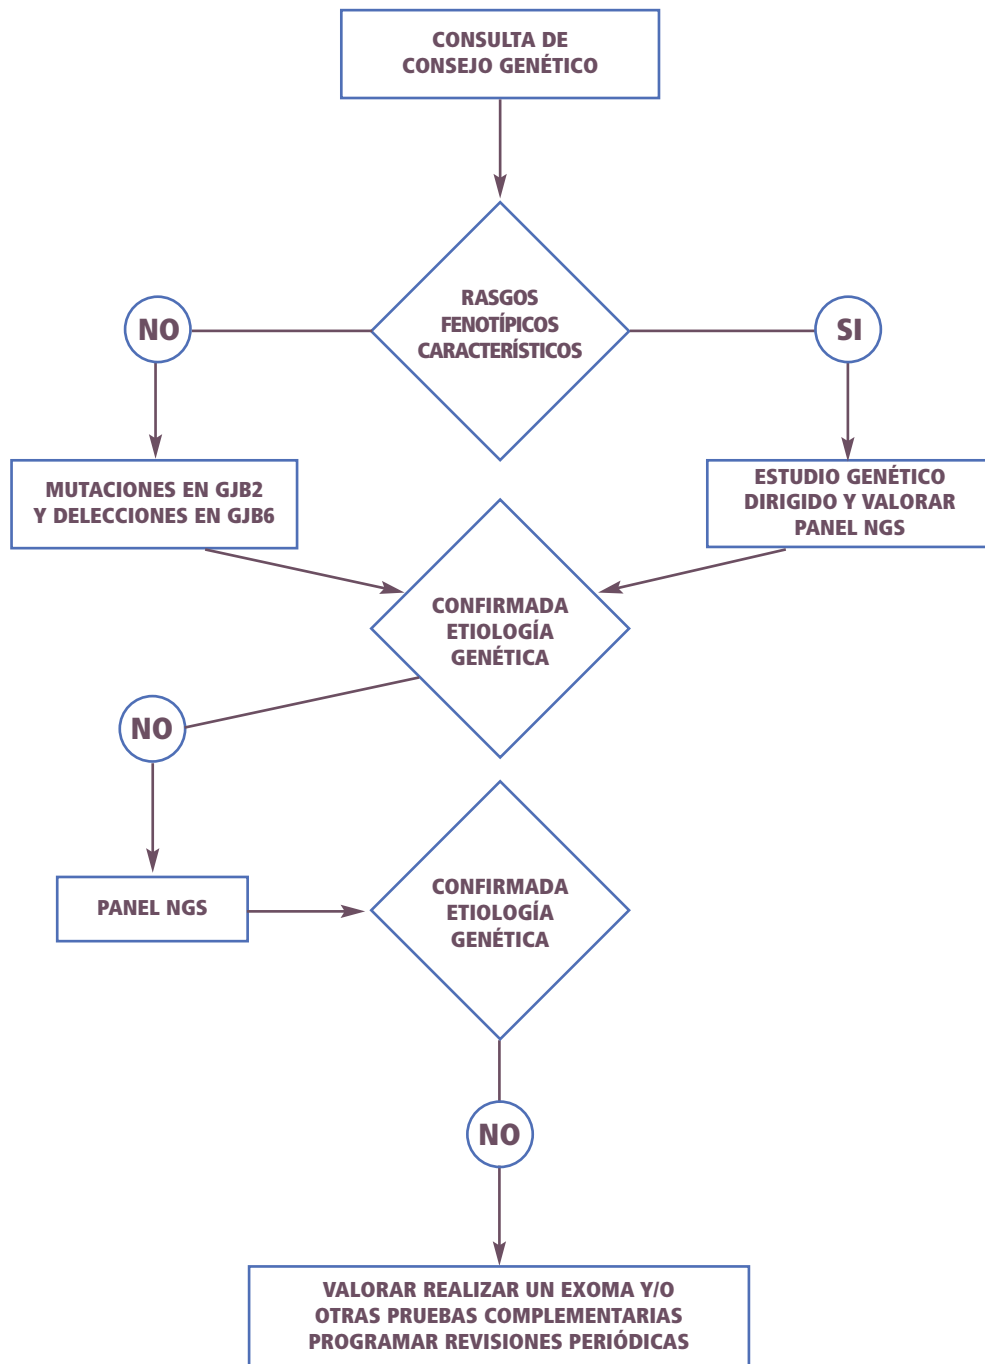 CONSULTA DE
CONSEJO GENÉTICO
RASGOS
FENOTÍPICOS
CARACTERÍSTICOS
NO
SI
MUTACIONES EN GJB2
Y DELECCIONES EN GJB6
ESTUDIO GENÉTICO
DIRIGIDO Y VALORAR
PANEL NGS
CONFIRMADA
ETIOLOGÍA
GENÉTICA
NO
PANEL NGS
CONFIRMADA
ETIOLOGÍA
GENÉTICA
NO
VALORAR REALIZAR UN EXOMA Y/O
OTRAS PRUEBAS COMPLEMENTARIAS
PROGRAMAR REVISIONES PERIÓDICAS